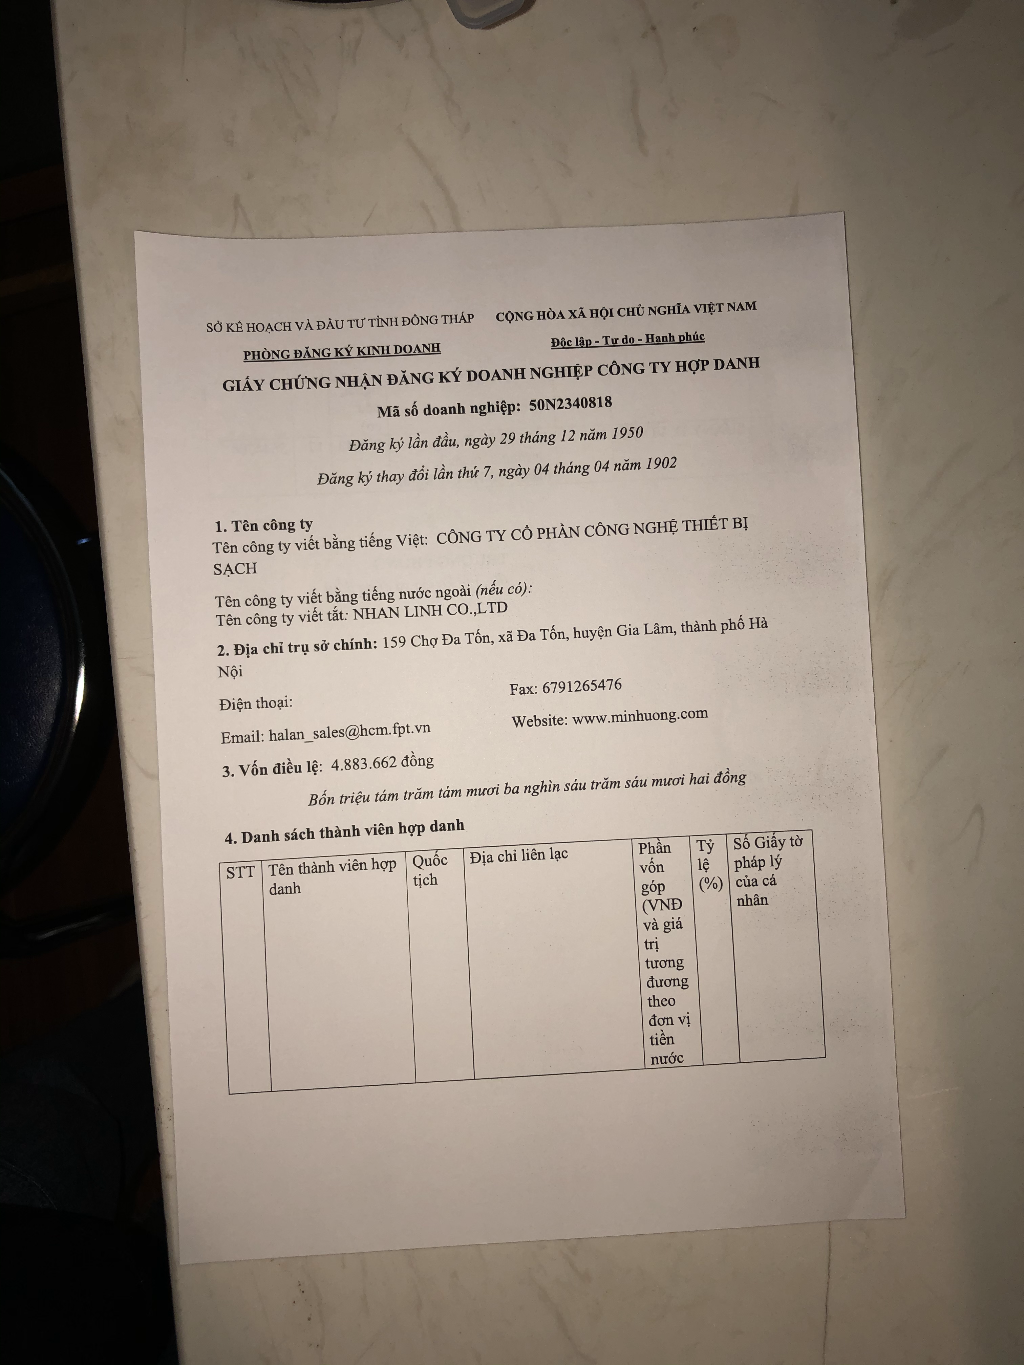 SỞ KẾ HOẠCH VÀ ĐẦU TƯ TỈNH ĐỒNG THÁP
PHÒNG ĐĂNG KÝ KINH DOANH
CỘNG HÒA XÃ HỘI CHỦ NGHĨA VIỆT NAM
Độc lập - Tự do - Hạnh phúc
GIẤY CHỨNG NHẬN ĐĂNG KÝ DOANH NGHIỆP CÔNG TY HỢP DANH
Mã số doanh nghiệp: 50N2340818
Đăng ký lần đầu, ngày 29 tháng 12 năm 1950
Đăng ký thay đổi lần thứ 7, ngày 04 tháng 04 năm 1902
1. Tên công ty
Tên công ty viết bằng tiếng Việt: CÔNG TY CỔ PHẦN CÔNG NGHỆ THIẾT BỊ
SẠCH
Tên công ty viết bằng tiếng nước ngoài (nếu có):
Tên công ty viết tắt: NHAN LINH CO.,LTD
2. Địa chỉ trụ sở chính: 159 Chợ Đa Tốn, xã Đa Tốn, huyện Gia Lâm, thành phố Hà
Nội
Điện thoại:
Fax: 6791265476
Email: halan_sales@hcm.fpt.vn
Website: www.minhuong.com
3. Vốn điều lệ: 4.883.662 đồng
Bốn triệu tám trăm tám mươi ba nghìn sáu trăm sáu mươi hai đồng
4. Danh sách thành viên hợp danh
STT
Tên thành viên hợp
danh
Quốc
tịch
Địa chỉ liên lạc
Phần
vốn
góp
(VNĐ
và giá
trị
tương
đương
theo
đơn vị
tiền
nước
Tỷ
lệ
(%)
Số Giấy tờ
pháp lý
của cá
nhân